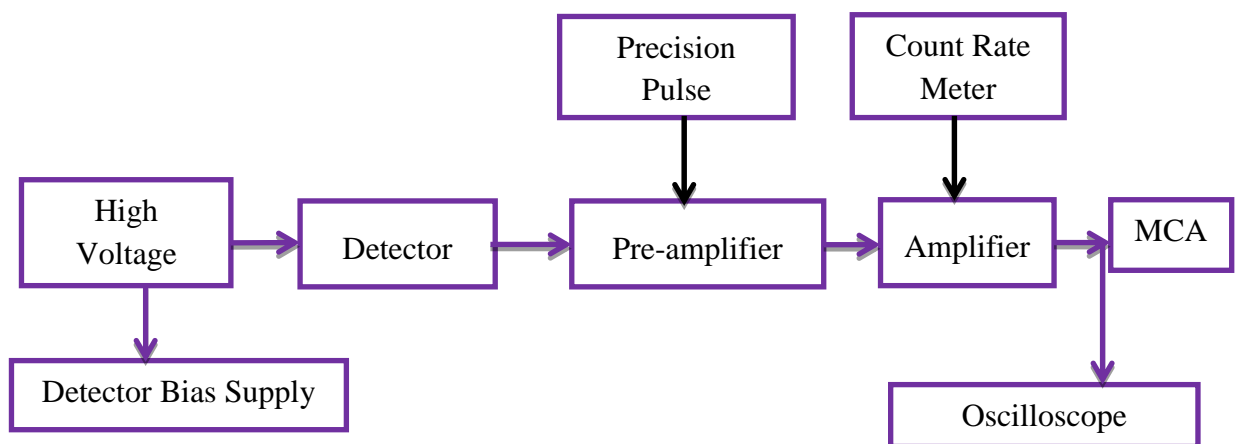 Precision
Pulse
Count Rate
Meter
High
Voltage
Detector
Pre-amplifier
Amplifier
MCA
Detector Bias Supply
Oscilloscope